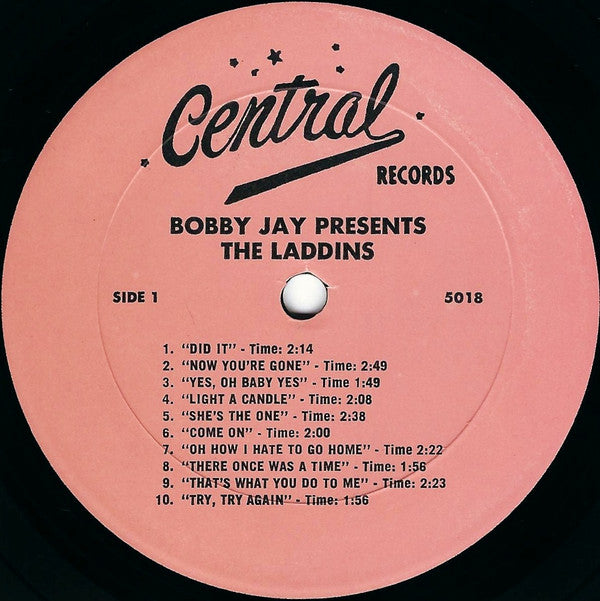 Central
RECORDS
BOBBY JAY PRESENTS
THE LADDINS
SIDE 1
5018
1. "DID IT" - Time: 2:14
2. "NOW YOU'RE GONE" - Time: 2:49
3. "YES, OH BABY YES" - Time 1:49
4. "LIGHT A CANDLE" - Time: 2:08
5. "SHE'S THE ONE" - Time: 2:38
6. "COME ON" - Time: 2:00
7. "OH HOW I HATE TO GO HOME" - Time 2:22
8. "THERE ONCE WAS A TIME" - Time: 1:56
9. "THAT'S WHAT YOU DO TO ME" - Time: 2:23
10. "TRY, TRY AGAIN" - Time: 1:56